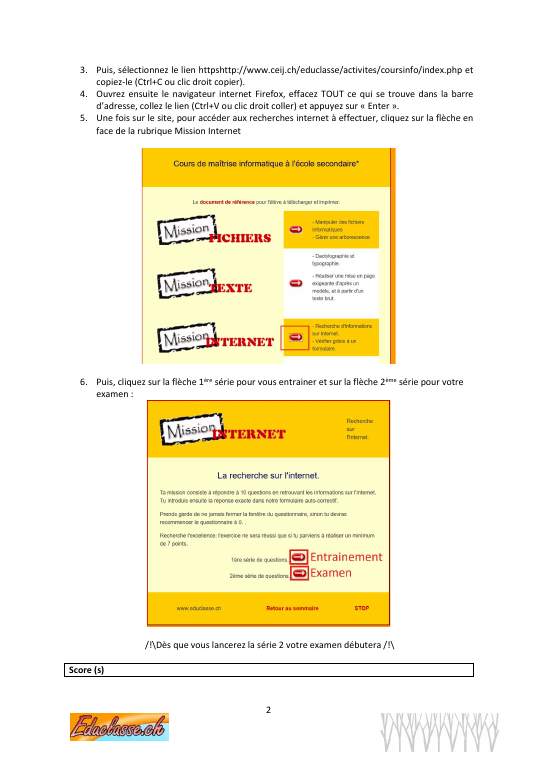 3. Puis, sélectionnez le lien httpshttp://www.ceij.ch/educlasse/activites/coursinfo/index.php et
copiez-le (Ctrl+C ou clic droit copier).
4. Ouvrez ensuite le navigateur internet Firefox, effacez TOUT ce qui se trouve dans la barre
d'adresse, collez le lien (Ctrl+V ou clic droit coller) et appuyez sur « Enter ».
5. Une fois sur le site, pour accéder aux recherches internet à effectuer, cliquez sur la flèche en
face de la rubrique Mission Internet
Cours de maîtrise informatique à l'école secondaire"
Le document de référence pour l'élève à télécharger et imprimer.
Mission FICHIERS
- Manipuler des fichiers
informatiques
- Gérer une arborescence
Mission TEXTE
- Dactylographie et
typographie.
- Réaliser une mise en page
exigeante d'après un
modèle, et à partir d'un
texte brut.
Mission INTERNET
- Recherche d'informations
sur Internet.
- Vérifier grâce à un
formulaire.
6. Puis, cliquez sur la flèche 1ère série pour vous entrainer et sur la flèche 2ème série pour votre
examen :
Mission INTERNET
Recherche
sur
l'Internet.
La recherche sur l'internet.
Ta mission consiste à répondre à 10 questions en retrouvant les informations sur l'internet.
Tu introduis ensuite la réponse exacte dans notre formulaire auto-correctif.
Prends garde de ne jamais fermer la fenêtre du questionnaire, sinon tu devras
recommencer le questionnaire à 0.
Recherche l'excellence: l'exercice ne sera réussi que si tu parviens à réaliser un minimum
de 7 points.
1ère série de questions. Entrainement
2ème série de questions. Examen
www.educlasse.ch Retour au sommaire STOP
/!\Dès que vous lancerez la série 2 votre examen débutera /!\
Score (s)
2
Educlasse.ch